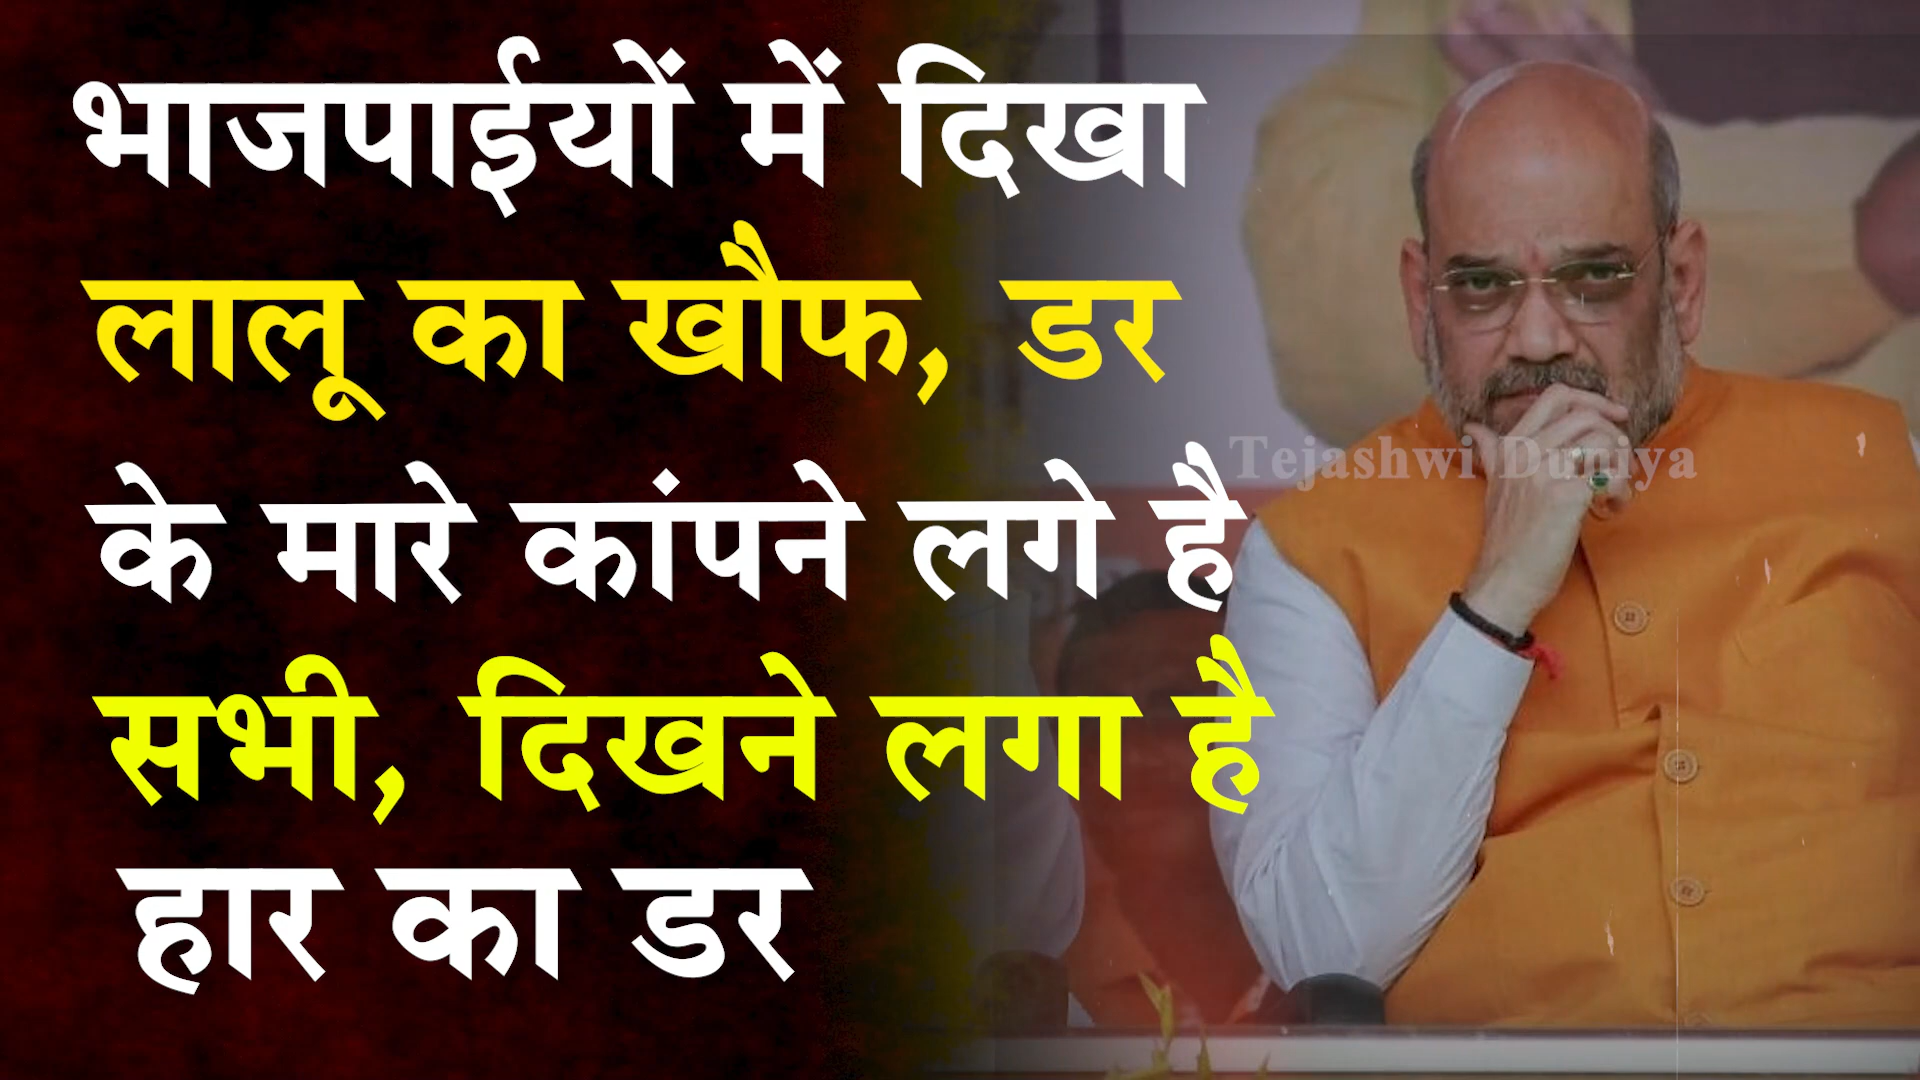 भाजपाईयों में दिखा
लालू का खौफ, डर
के मारे कांपने लगे है
सभी, दिखने लगा है
हार का डर
Tejashwi Duniya